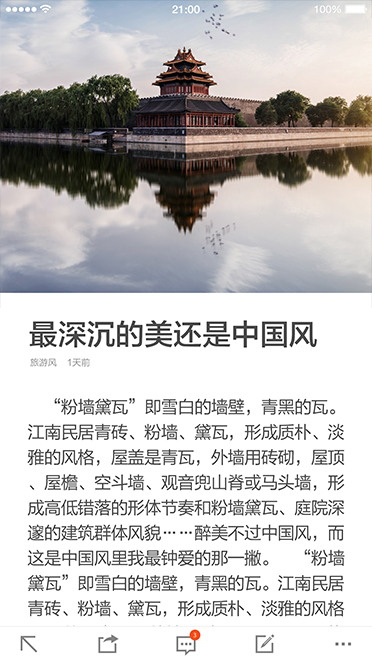 21:00
100%
最深沉的美还是中国风
旅游风 1天前
“粉墙黛瓦”即雪白的墙壁，青黑的瓦。
江南民居青砖、粉墙、黛瓦，形成质朴、淡
雅的风格，屋盖是青瓦，外墙用砖砌，屋顶
、屋檐、空斗墙、观音兜山脊或马头墙，形
成高低错落的形体节奏和粉墙黛瓦、庭院深
邃的建筑群体风貌……醉美不过中国风，而
这是中国风里我最钟爱的那一撇。 “粉墙
黛瓦”即雪白的墙壁，青黑的瓦。江南民居
青砖、粉墙、黛瓦，形成质朴、淡雅的风格
3